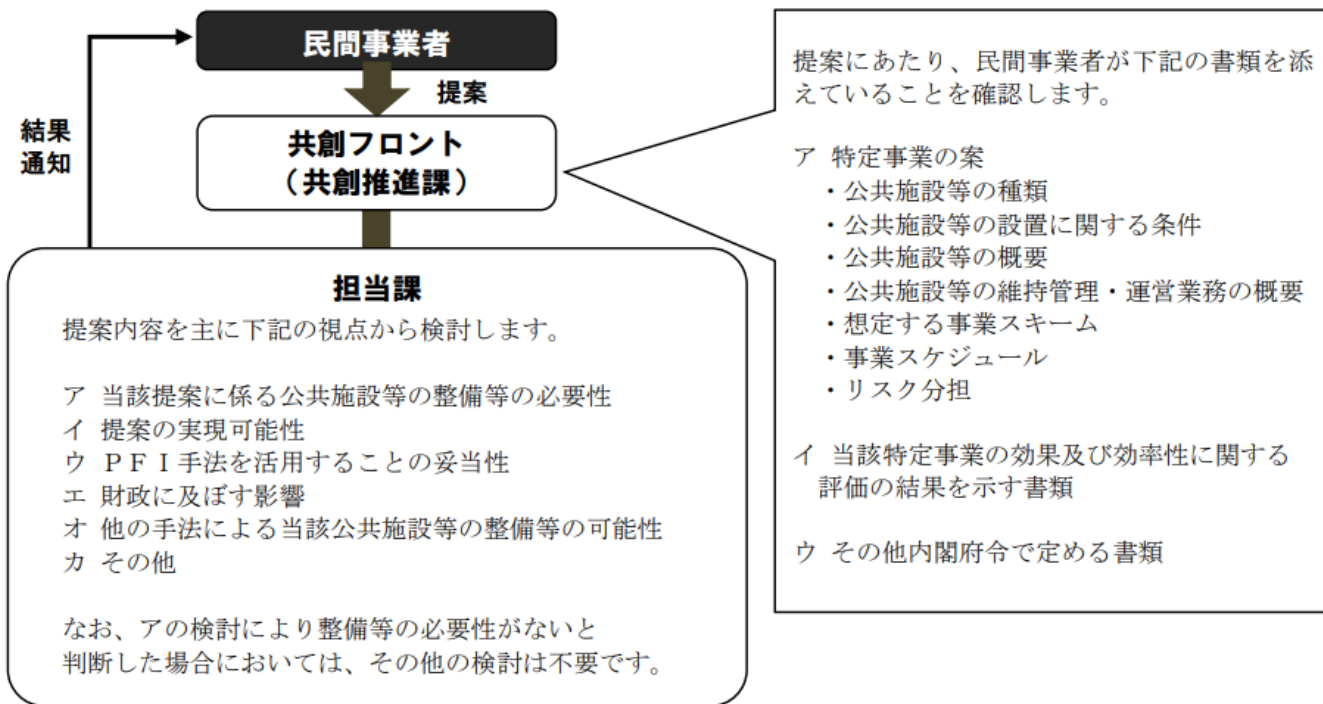 民間事業者
提案
結果
通知
共創フロント
（共創推進課）
担当課
提案内容を主に下記の視点から検討します。
ア 当該提案に係る公共施設等の整備等の必要性
イ 提案の実現可能性
ウ ＰＦＩ手法を活用することの妥当性
エ 財政に及ぼす影響
オ 他の手法による当該公共施設等の整備等の可能性
カ その他
なお、アの検討により整備等の必要性がないと
判断した場合においては、その他の検討は不要です。
提案にあたり、民間事業者が下記の書類を添
えていることを確認します。
ア 特定事業の案
・公共施設等の種類
・公共施設等の設置に関する条件
・公共施設等の概要
・公共施設等の維持管理・運営業務の概要
・想定する事業スキーム
・事業スケジュール
・リスク分担
イ 当該特定事業の効果及び効率性に関する
評価の結果を示す書類
ウ その他内閣府令で定める書類